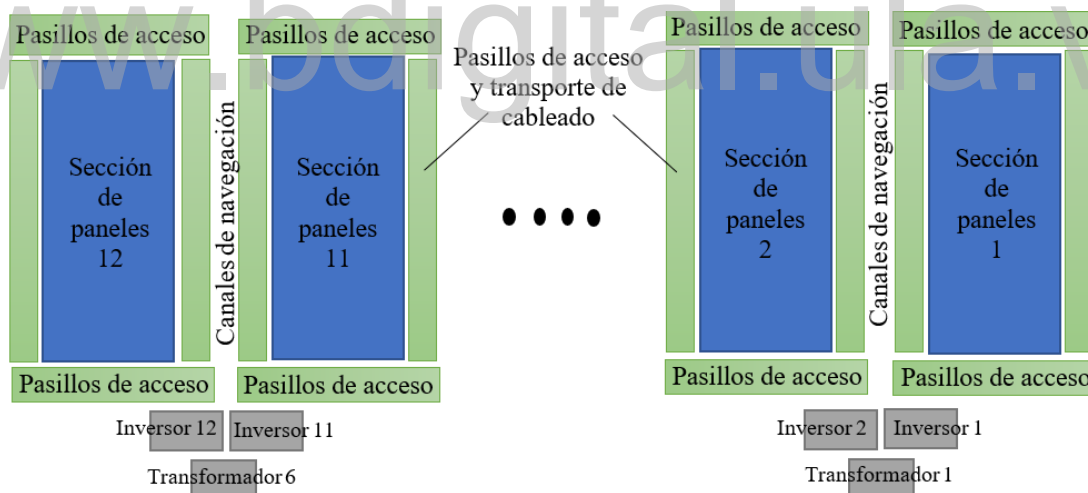 www.bdigital.ula.v
Pasillos de acceso
Pasillos de acceso
Pasillos de acceso
Pasillos de acceso
Pasillos de acceso
y transporte de
cableado
Canales de navegación
Canales de navegación
Sección
de
paneles
12
Sección
de
paneles
11
Sección
de
paneles
2
Sección
de
paneles
1
Pasillos de acceso
Pasillos de acceso
Pasillos de acceso
Pasillos de acceso
Inversor 12
Inversor 11
Inversor 2
Inversor 1
Transformador 6
Transformador 1